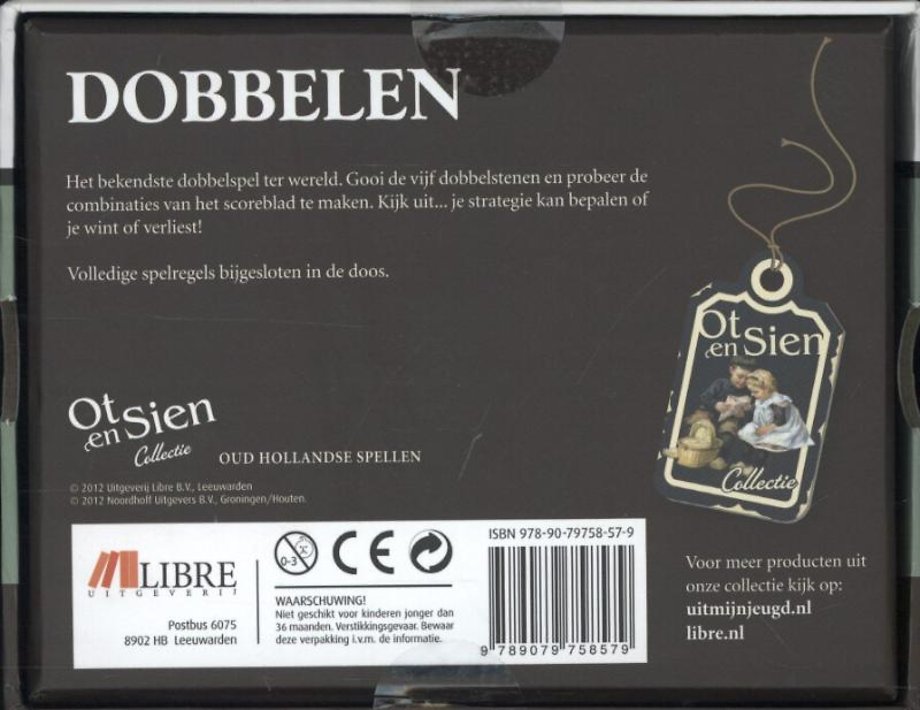 DOBBELEN
Het bekendste dobbelspel ter wereld. Gooi de vijf dobbelstenen en probeer de
combinaties van het scoreblad te maken. Kijk uit... je strategie kan bepalen of
je wint of verliest!
Volledige spelregels bijgesloten in de doos.
Ot
en Sien
Collectie
Ot
en Sien
Collectie
OUD HOLLANDSE SPELLEN
© 2012 Uitgeverij Libre B.V., Leeuwarden
© 2012 Noordhoff Uitgevers B.V., Groningen/Houten.
LIBRE
UITGEVERIJ
Postbus 6075
8902 HB Leeuwarden
0-3
CE
WAARSCHUWING!
Niet geschikt voor kinderen jonger dan
36 maanden. Verstikkingsgevaar. Bewaar
deze verpakking i.v.m. de informatie.
ISBN 978-90-79758-57-9
9 789079 758579
Voor meer producten uit
onze collectie kijk op:
uitmijnjeugd.nl
libre.nl